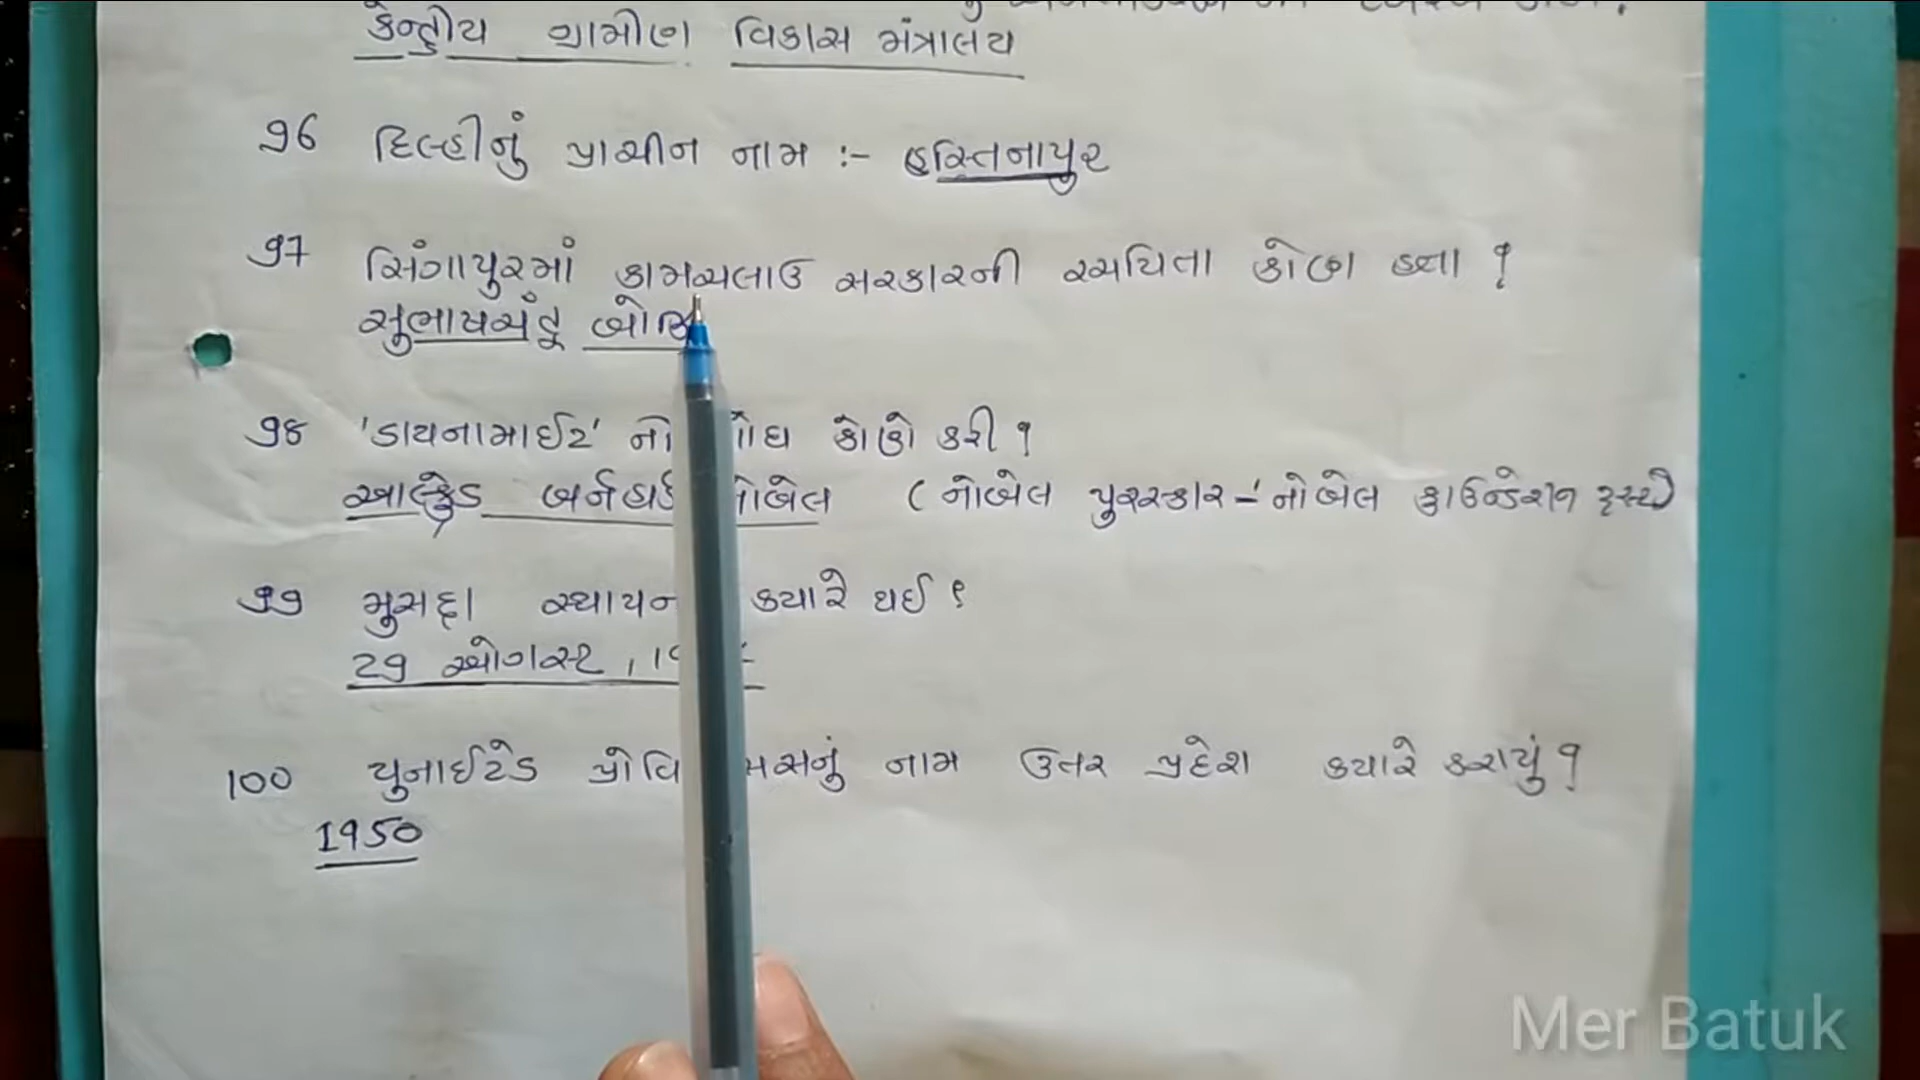 કેન્દ્રીય ગ્રામીણ વિકાસ મંત્રાલય
96 દિલ્હીનું પ્રાચીન નામ :- હસ્તિનાપુર
97 સિંગાપુરમાં કામચલાઉ સરકારની રચયિતા કોણ હતા ?
સુભાષચંદ્ર
98 'ડાયનામાઈટ' કોણે કરી ?
આલ્ફ્રેડ બર્નહાર્ડ નોબેલ ( નોબેલ પુરસ્કાર - 'નોબેલ ફાઉન્ડેશન ટ્રસ્ટ
99 મુસદ્દા સ્થાપના ક્યારે થઈ ?
29 ઓગસ્ટ ,
100 યુનાઈટેડ નામ ઉત્તર પ્રદેશ ક્યારે કરાયું ?
1950
Mer Batuk